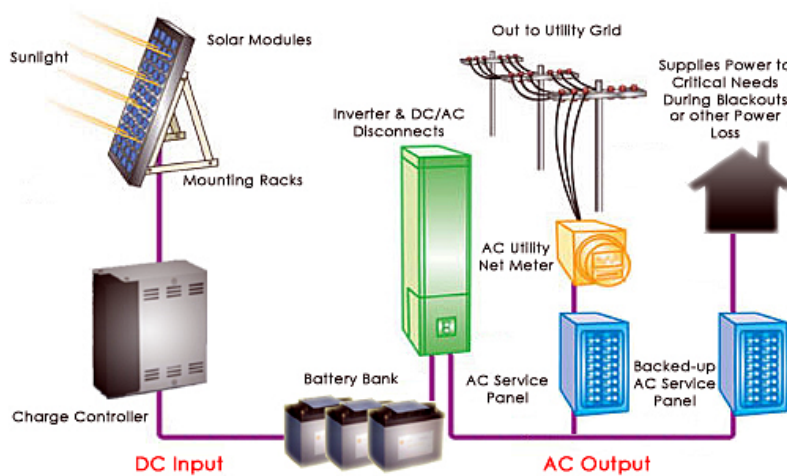 Solar Modules
Sunlight
Mounting Racks
Charge Controller
Battery Bank
DC Input
Inverter & DC/AC
Disconnects
Out to Utility Grid
AC Utility
Net Meter
AC Service
Panel
Supplies Power to
Critical Needs
During Blackouts
or other Power
Loss
Backed-up
AC Service
Panel
AC Output